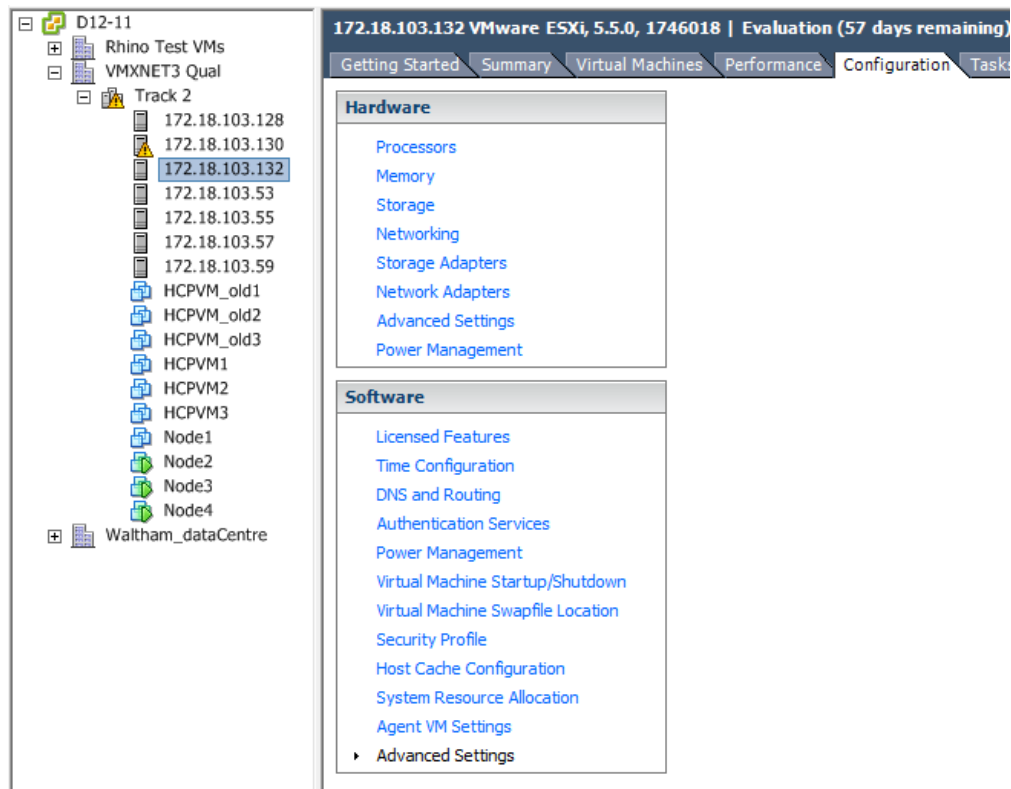 D12-11
Rhino Test VMs
VMXNET3 Qual
Track 2
172.18.103.128
172.18.103.130
172.18.103.132
172.18.103.53
172.18.103.55
172.18.103.57
172.18.103.59
HCPVM_old1
HCPVM_old2
HCPVM_old3
HCPVM1
HCPVM2
HCPVM3
Node1
Node2
Node3
Node4
Waltham_dataCentre
172.18.103.132 VMware ESXi, 5.5.0, 1746018 | Evaluation (57 days remaining)
Getting Started Summary Virtual Machines Performance Configuration Tasks
Hardware
Processors
Memory
Storage
Networking
Storage Adapters
Network Adapters
Advanced Settings
Power Management
Software
Licensed Features
Time Configuration
DNS and Routing
Authentication Services
Power Management
Virtual Machine Startup/Shutdown
Virtual Machine Swapfile Location
Security Profile
Host Cache Configuration
System Resource Allocation
Agent VM Settings
Advanced Settings